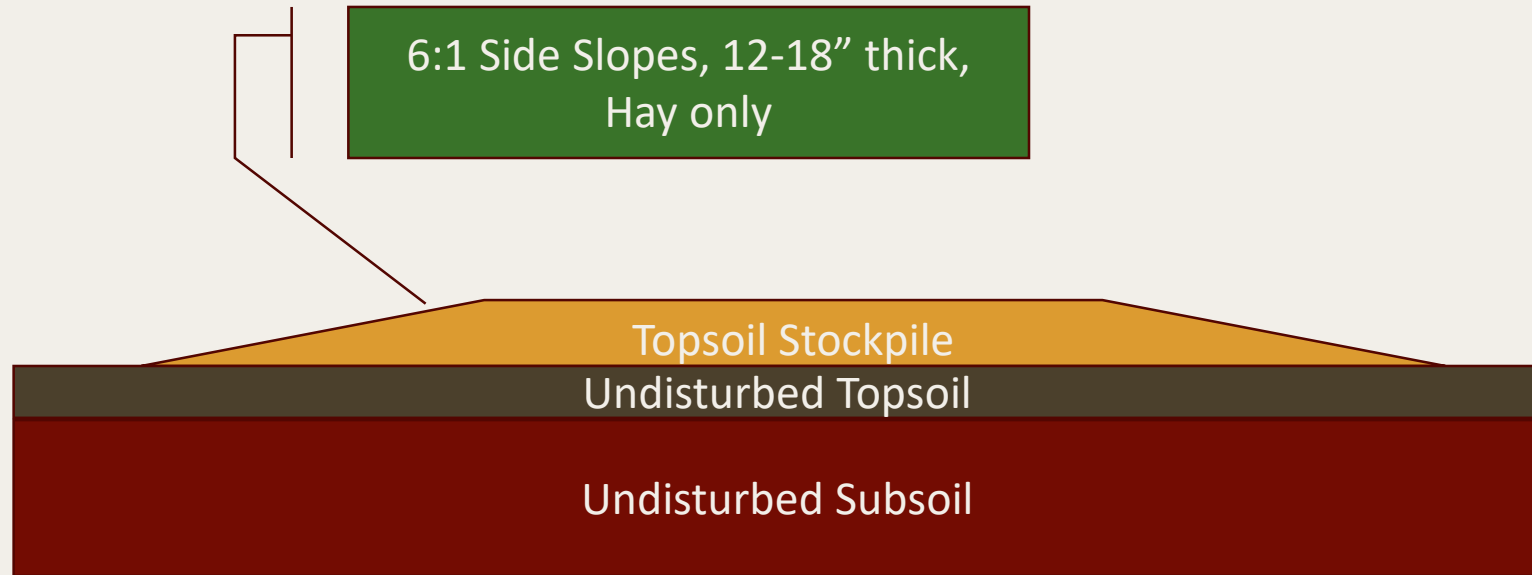 6:1 Side Slopes, 12-18” thick,
Hay only
Topsoil Stockpile
Undisturbed Topsoil
Undisturbed Subsoil